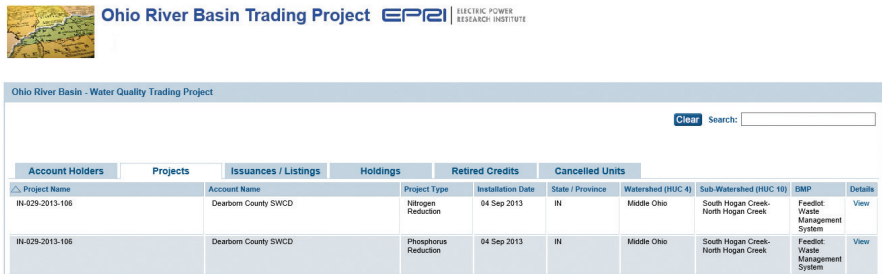 Ohio River Basin Trading Project EPRI ELECTRIC POWER
RESEARCH INSTITUTE
Ohio River Basin - Water Quality Trading Project
Clear Search:
Account Holders Projects Issuances / Listings Holdings Retired Credits Cancelled Units
Project Name Account Name Project Type Installation Date State / Province Watershed (HUC 4) Sub-Watershed (HUC 10) BMP Details
IN-029-2013-106 Dearborn County SWCD Nitrogen 04 Sep 2013 IN Middle Ohio South Hogan Creek- Feedlot: View
Reduction North Hogan Creek Waste
Management
System
IN-029-2013-106 Dearborn County SWCD Phosphorus 04 Sep 2013 IN Middle Ohio South Hogan Creek- Feedlot: View
Reduction North Hogan Creek Waste
Management
System